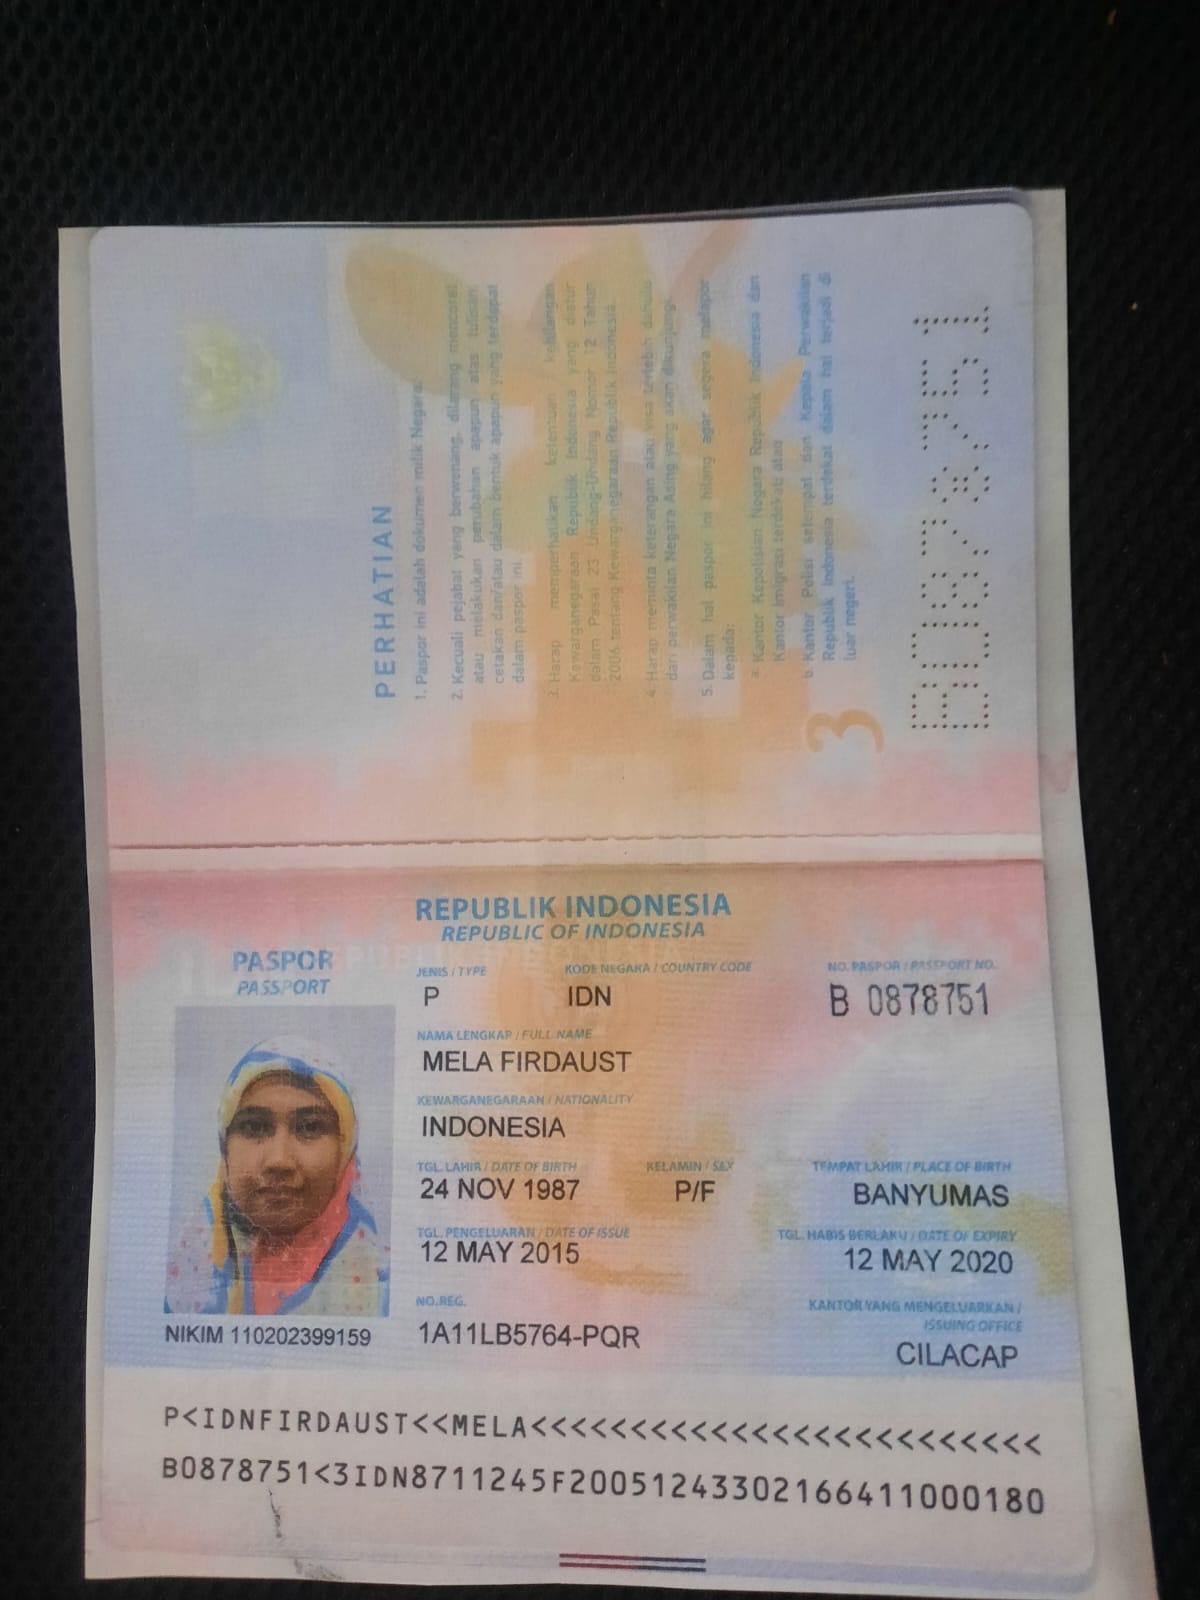 PERHATIAN
1. Paspor ini adalah dokumen milik Negara.
2. Kecuali pejabat yang berwenang, dilarang mencoret
atau melakukan perubahan apapun atas tulisan
cetakan dan/atau dalam bentuk apapun yang terdapat
dalam paspor ini.
3. Harap memperhatikan ketentuan / kehilangan
Kewarganegaraan Republik Indonesia yang diatur
dalam Pasal 23 Undang-Undang Nomor 12 Tahun
2006 tentang Kewarganegaraan Republik Indonesia.
4. Harap meminta keterangan atau visa terlebih dahulu
dari perwakilan Negara Asing yang akan dikunjungi.
5. Dalam hal paspor ini hilang agar segera melapor
kepada:
a. Kantor Kepolisian Negara Republik Indonesia dan
Kantor Imigrasi terdekat; atau
b. Kantor Polisi setempat dan Kepala Perwakilan
Republik Indonesia terdekat dalam hal terjadi di
luar negeri.
3
B0878751
REPUBLIK INDONESIA
REPUBLIC OF INDONESIA
PASPOR
PASSPORT
JENIS / TYPE KODE NEGARA / COUNTRY CODE NO. PASPOR / PASSPORT NO.
P IDN B 0878751
NAMA LENGKAP / FULL NAME
MELA FIRDAUST
KEWARGANEGARAAN / NATIONALITY
INDONESIA
TGL. LAHIR / DATE OF BIRTH KELAMIN / SEX TEMPAT LAHIR / PLACE OF BIRTH
24 NOV 1987 P/F BANYUMAS
TGL. PENGELUARAN / DATE OF ISSUE TGL. HABIS BERLAKU / DATE OF EXPIRY
12 MAY 2015 12 MAY 2020
NO.REG. KANTOR YANG MENGELUARKAN /
ISSUING OFFICE
NIKIM 110202399159 1A11LB5764-PQR CILACAP
P<IDNFIRDAUST<<MELA<<<<<<<<<<<<<<<<<<<<<<<<<
B0878751<3IDN8711245F2005124330216641​1000180